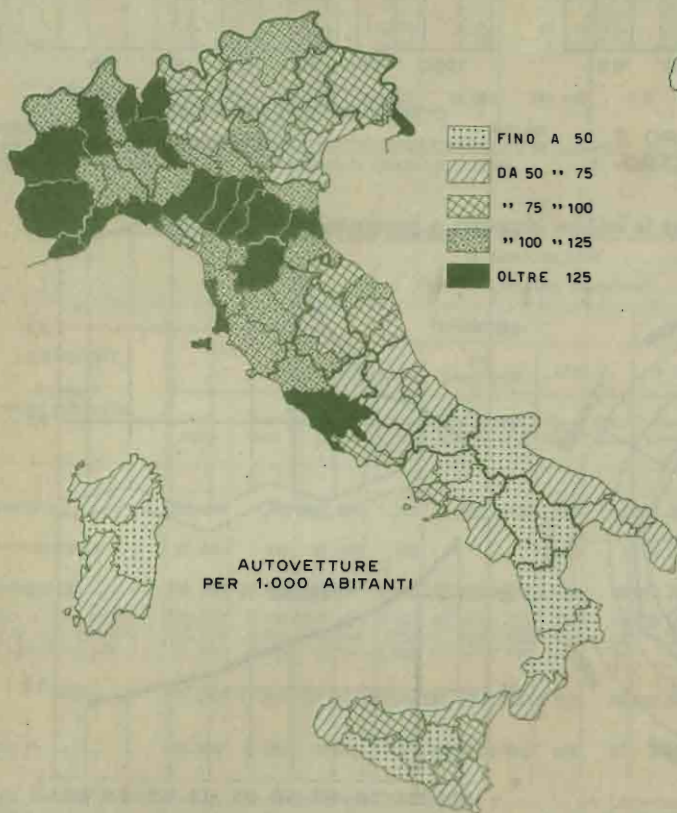 FINO A 50
DA 50 " 75
" 75 " 100
" 100 " 125
OLTRE 125
AUTOVETTURE
PER 1.000 ABITANTI